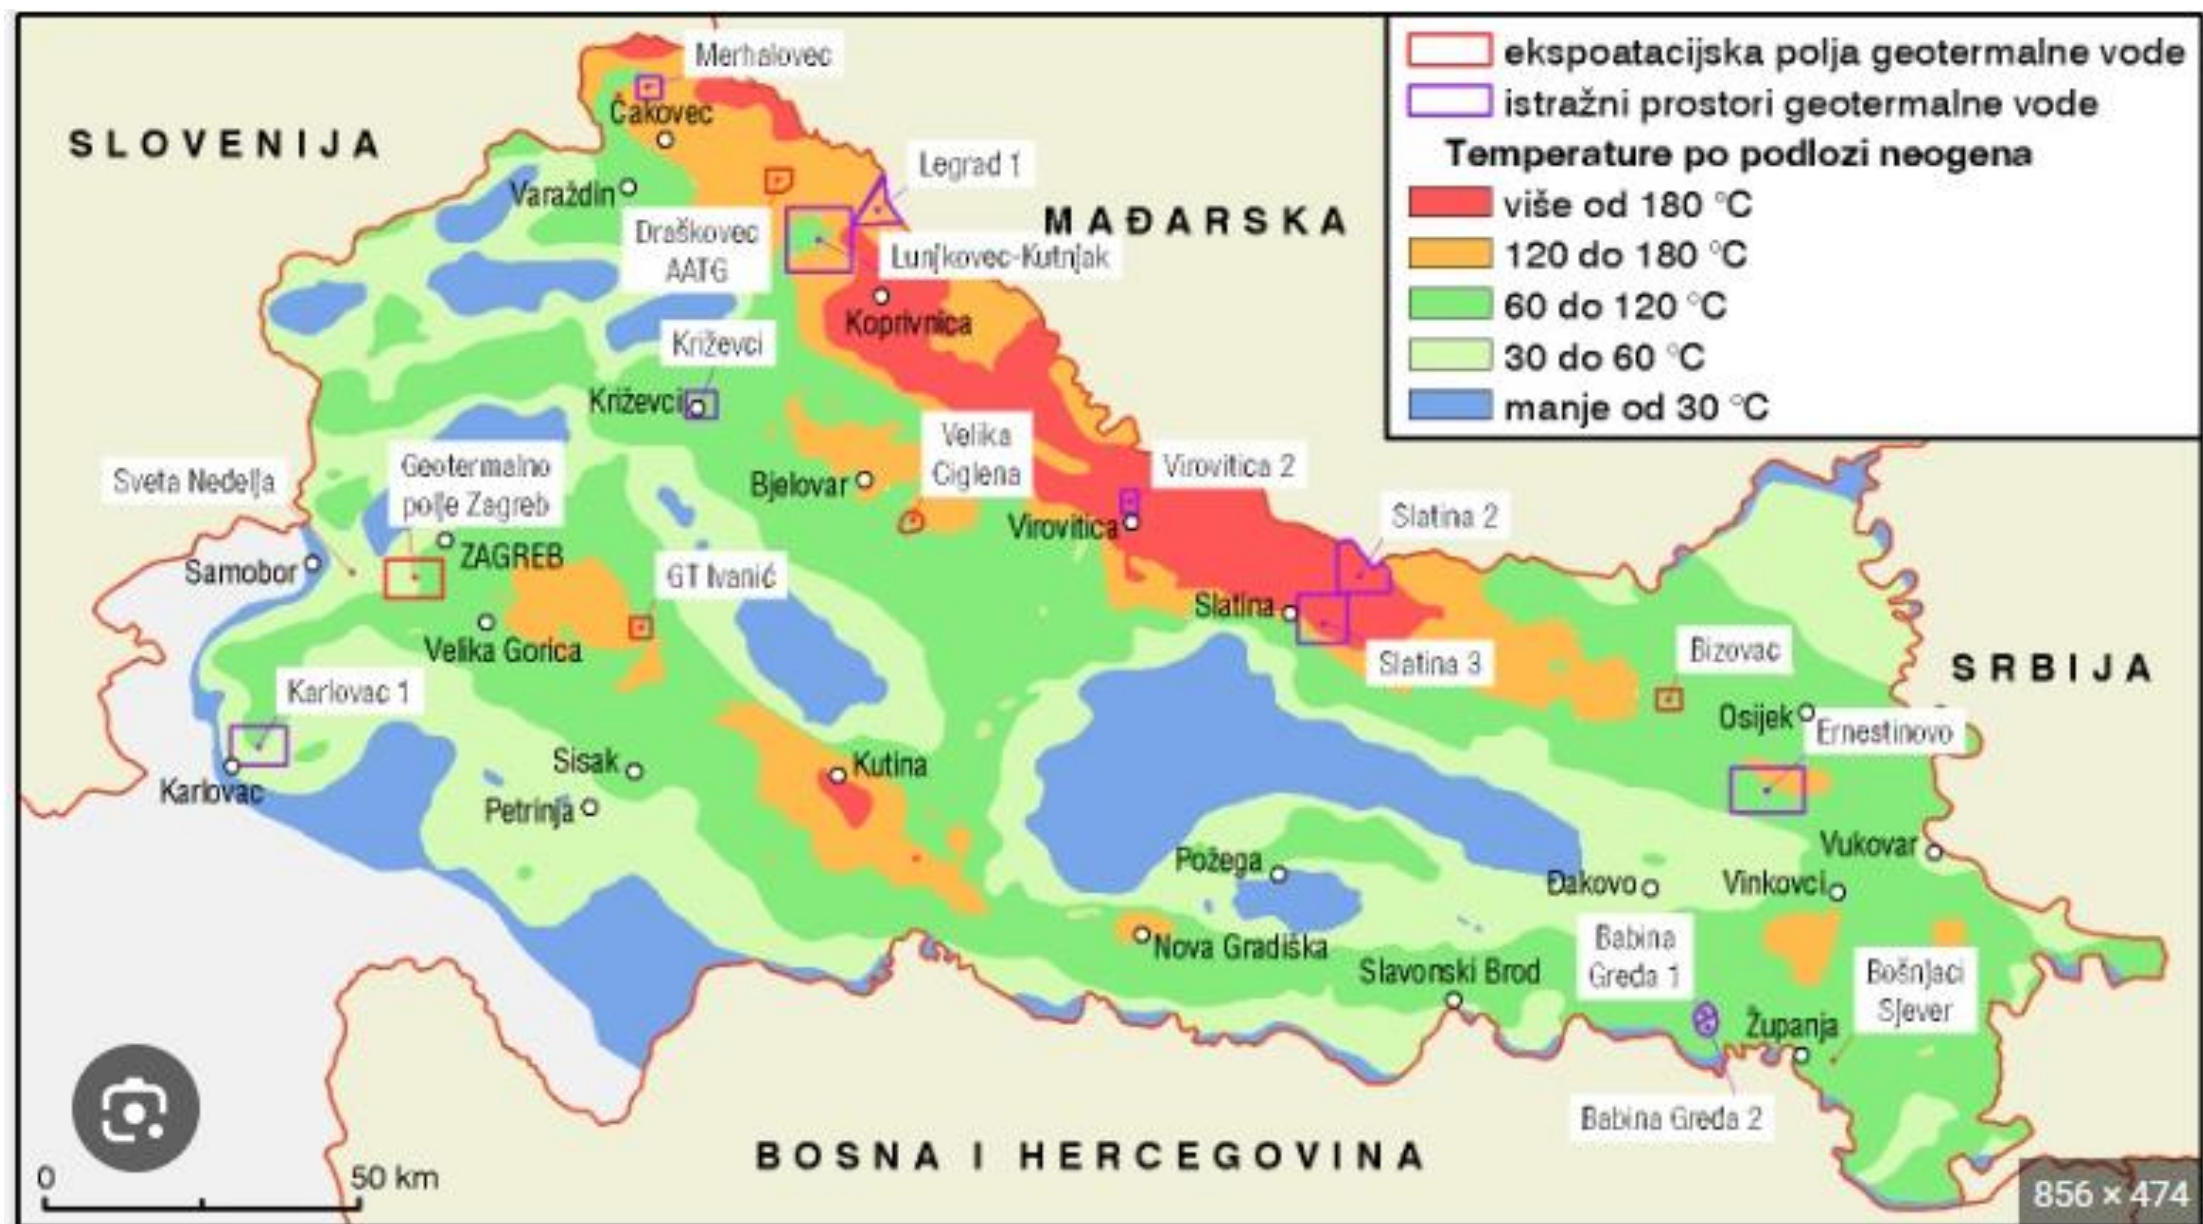 ekspoatacijska polja geotermalne vode
istražni prostori geotermalne vode
Temperature po podlozi neogena
više od 180 °C
120 do 180 °C
60 do 120 °C
30 do 60 °C
manje od 30 °C
Merhalovec
Čakovec
SLOVENIJA
Legrad 1
Varaždin
MAĐARSKA
Draškovec
AATG
Lunjkovec-Kutnjak
Koprivnica
Križevci
Križevci
Velika
Ciglena
Geotermalno
polje Zagreb
Sveta Nedelja
Bjelovar
Virovitica 2
Virovitica
Slatina 2
ZAGREB
Samobor
GT Ivanić
Slatina
Velika Gorica
Slatina 3
Bizovac
SRBIJA
Karlovac 1
Osijek
Ernestinovo
Sisak
Kutina
Karlovac
Petrinja
Vukovar
Požega
Đakovo
Vinkovci
Nova Gradiška
Babina
Greda 1
Slavonski Brod
Bošnjaci
Sjever
Županja
Babina Greda 2
BOSNA I HERCEGOVINA
0
50 km
856 × 474